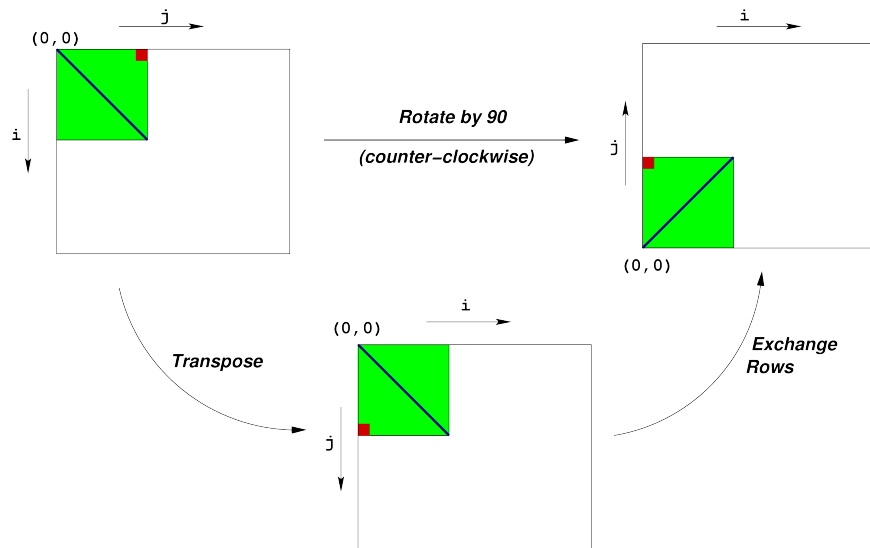 j
i
(0,0)
i
Rotate by 90
(counter−clockwise)
j
(0,0)
i
(0,0)
Transpose
Exchange
Rows
j